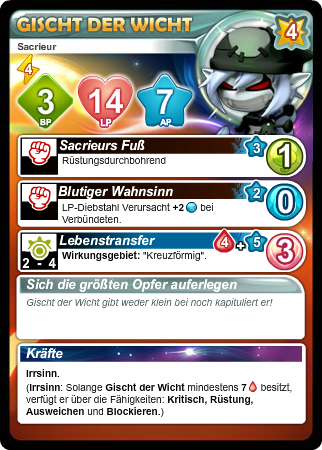 GISCHT DER WICHT
4
Sacrieur
4
3
BP
14
LP
7
AP
Sacrieurs Fuß
3
1
Rüstungsdurchbohrend
Blutiger Wahnsinn
2
0
LP-Diebstahl Verursacht +2 bei
Verbündeten.
Lebenstransfer
4 + 5
3
2 - 4
Wirkungsgebiet: "Kreuzförmig".
Sich die größten Opfer auferlegen
Gischt der Wicht gibt weder klein bei noch kapituliert er!
Kräfte
Irrsinn.
(Irrsinn: Solange Gischt der Wicht mindestens 7 besitzt,
verfügt er über die Fähigkeiten: Kritisch, Rüstung,
Ausweichen und Blockieren.)